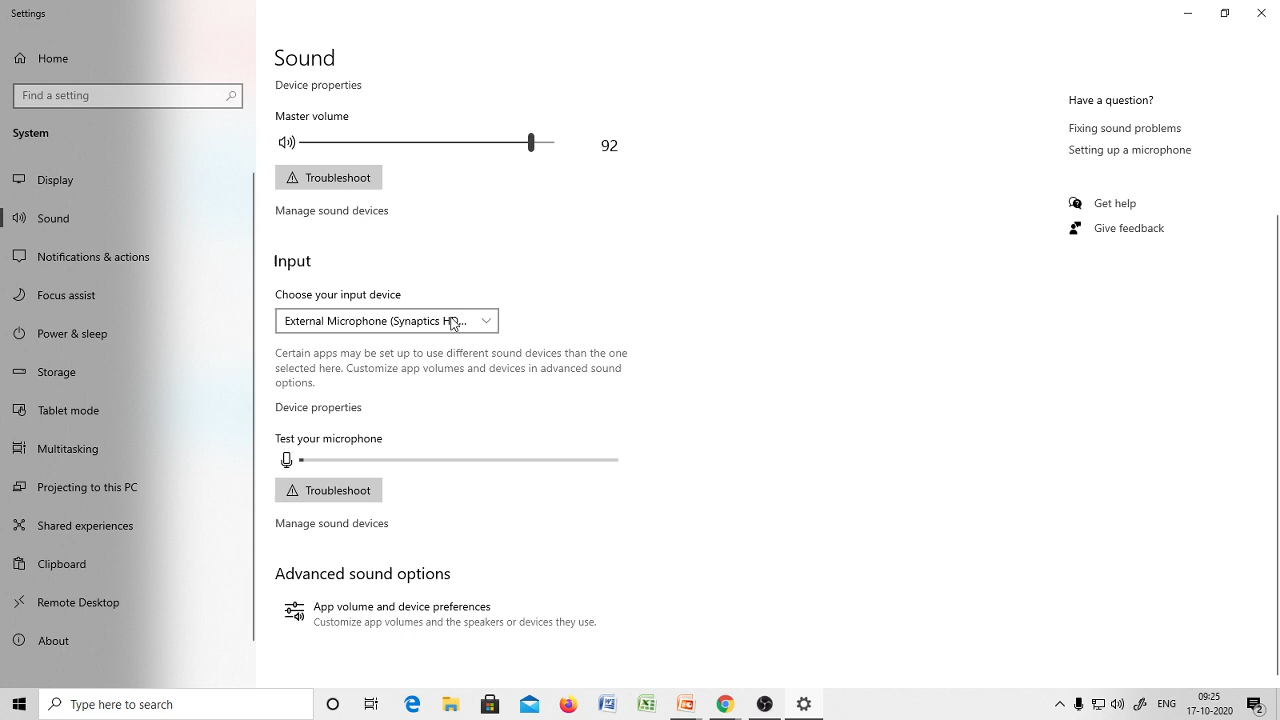 Settings
Home
Find a setting
System
Display
Sound
Notifications & actions
Focus assist
Power & sleep
Storage
Tablet mode
Multitasking
Projecting to this PC
Shared experiences
Clipboard
Remote Desktop
About
Sound
Device properties
Master volume
92
Troubleshoot
Manage sound devices
Input
Choose your input device
External Microphone (Synaptics H...
Certain apps may be set up to use different sound devices than the one
selected here. Customize app volumes and devices in advanced sound
options.
Device properties
Test your microphone
Troubleshoot
Manage sound devices
Advanced sound options
App volume and device preferences
Customize app volumes and the speakers or devices they use.
Have a question?
Fixing sound problems
Setting up a microphone
Get help
Give feedback
Type here to search
ENG
09:25
17-10-2020
2